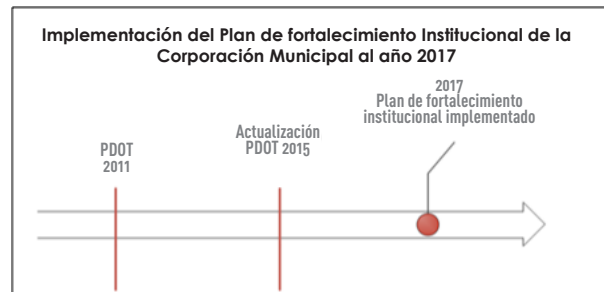 Implementación del Plan de fortalecimiento Institucional de la
Corporación Municipal al año 2017
2017
Plan de fortalecimiento
institucional implementado
Actualización
PDOT 2015
PDOT
2011